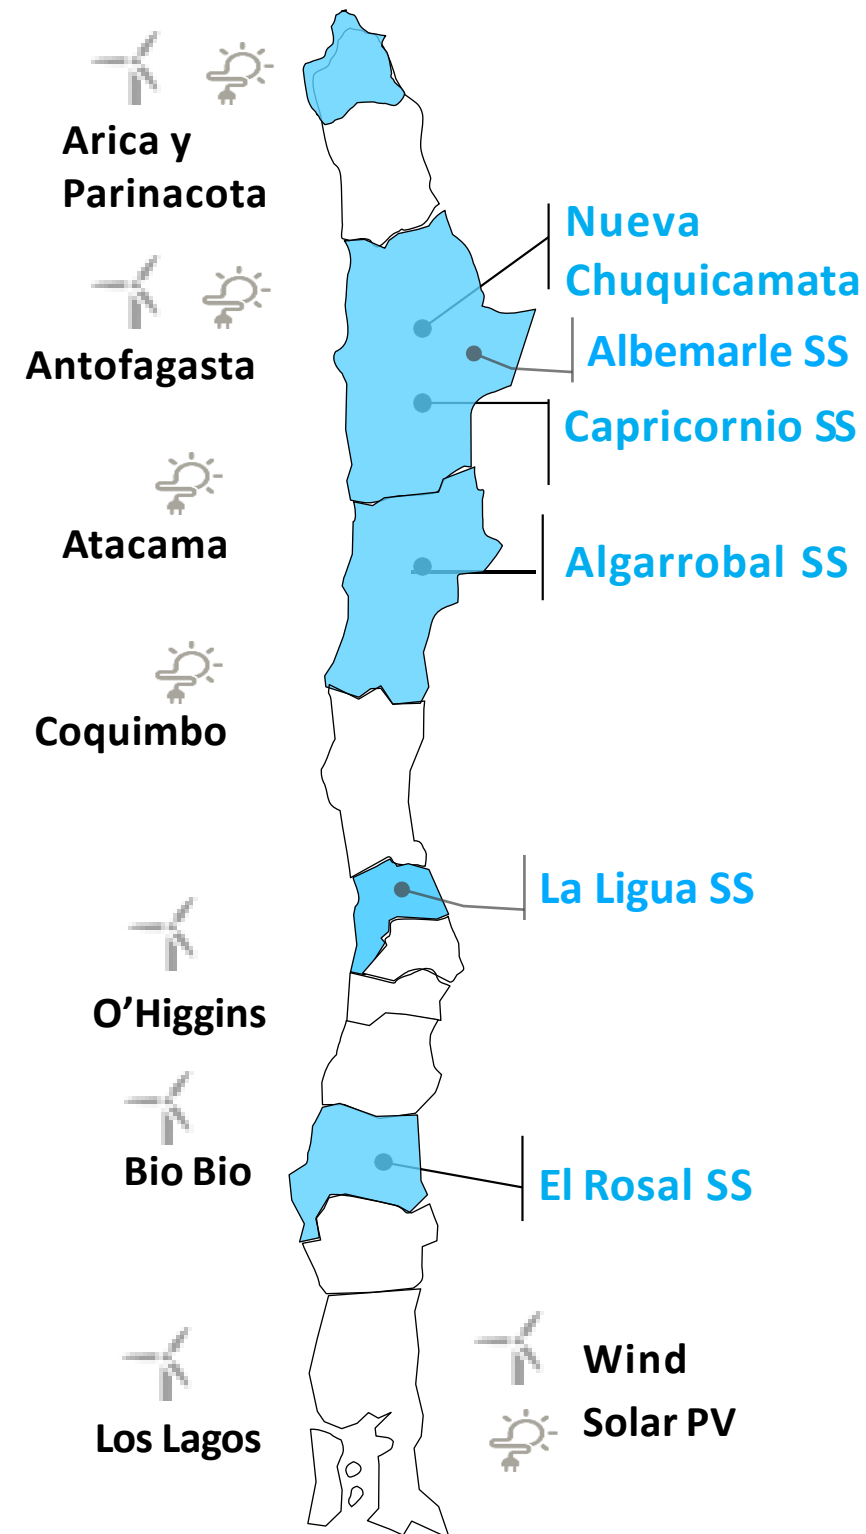 Arica y
Parinacota
Nueva
Chuquicamata
Antofagasta
Albemarle SS
Capricornio SS
Atacama
Algarrobal SS
Coquimbo
La Ligua SS
O’Higgins
Bio Bio
El Rosal SS
Wind
Solar PV
Los Lagos